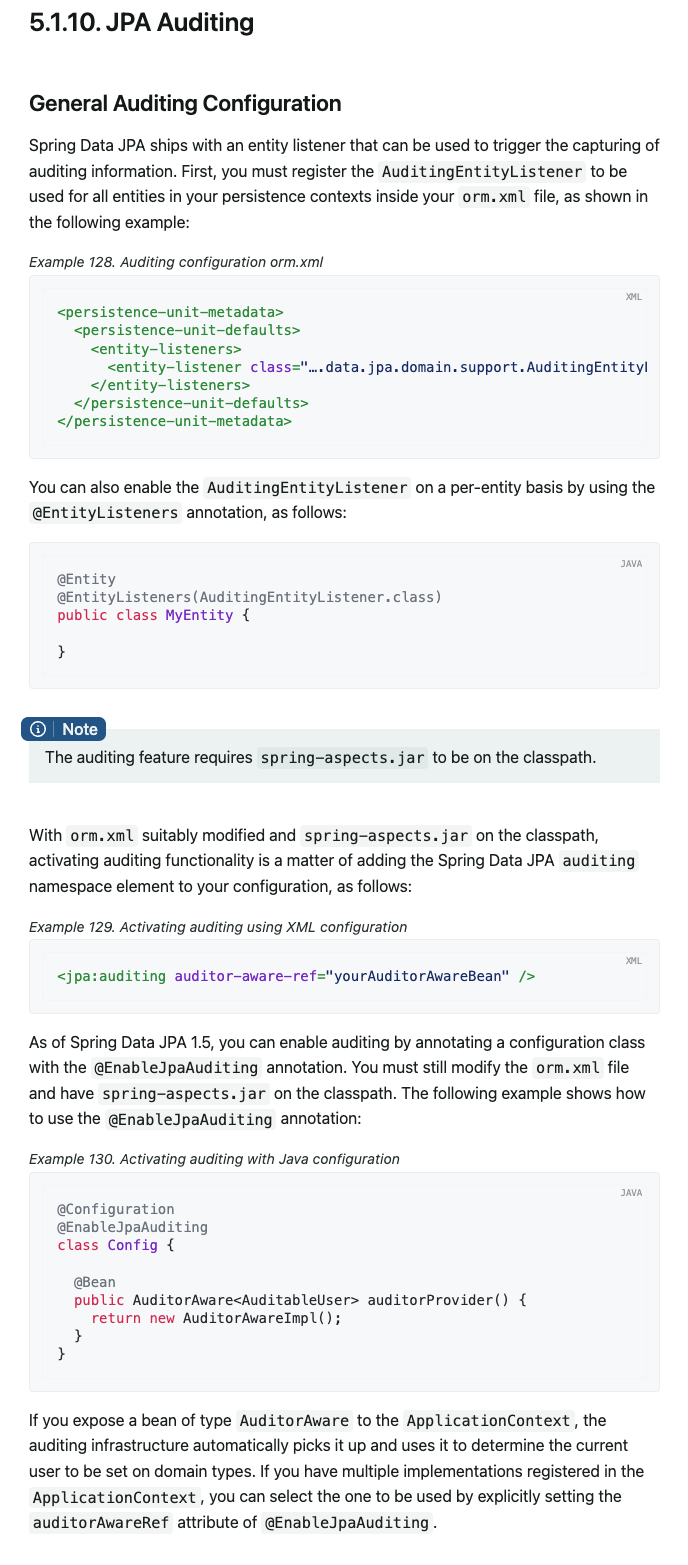 5.1.10. JPA Auditing
General Auditing Configuration
Spring Data JPA ships with an entity listener that can be used to trigger the capturing of
auditing information. First, you must register the AuditingEntityListener to be
used for all entities in your persistence contexts inside your orm.xml file, as shown in
the following example:
Example 128. Auditing configuration orm.xml
XML
<persistence-unit-metadata>
  <persistence-unit-defaults>
    <entity-listeners>
      <entity-listener class="….data.jpa.domain.support.AuditingEntityl
    </entity-listeners>
  </persistence-unit-defaults>
</persistence-unit-metadata>
You can also enable the AuditingEntityListener on a per-entity basis by using the
@EntityListeners annotation, as follows:
JAVA
@Entity
@EntityListeners(AuditingEntityListener.class)
public class MyEntity {
}
Note
The auditing feature requires spring-aspects.jar to be on the classpath.
With orm.xml suitably modified and spring-aspects.jar on the classpath,
activating auditing functionality is a matter of adding the Spring Data JPA auditing
namespace element to your configuration, as follows:
Example 129. Activating auditing using XML configuration
XML
<jpa:auditing auditor-aware-ref="yourAuditorAwareBean" />
As of Spring Data JPA 1.5, you can enable auditing by annotating a configuration class
with the @EnableJpaAuditing annotation. You must still modify the orm.xml file
and have spring-aspects.jar on the classpath. The following example shows how
to use the @EnableJpaAuditing annotation:
Example 130. Activating auditing with Java configuration
JAVA
@Configuration
@EnableJpaAuditing
class Config {
  @Bean
  public AuditorAware<AuditableUser> auditorProvider() {
    return new AuditorAwareImpl();
  }
}
If you expose a bean of type AuditorAware to the ApplicationContext, the
auditing infrastructure automatically picks it up and uses it to determine the current
user to be set on domain types. If you have multiple implementations registered in the
ApplicationContext, you can select the one to be used by explicitly setting the
auditorAwareRef attribute of @EnableJpaAuditing.